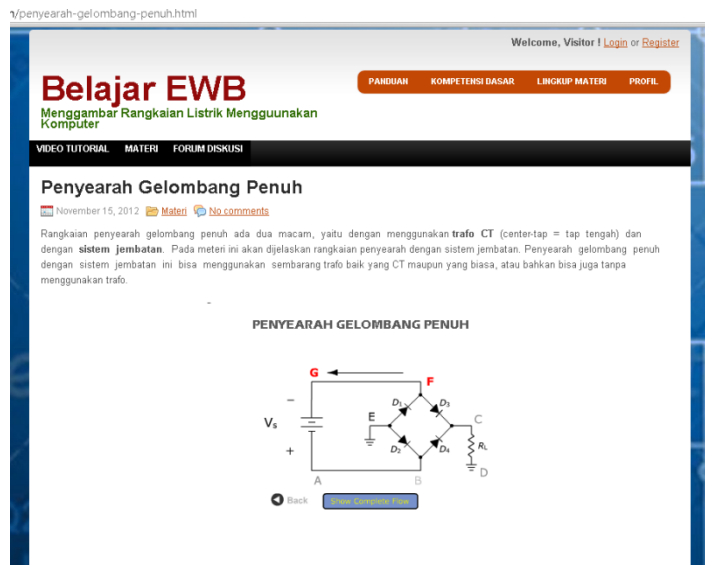 n/penyearah-gelombang-penuh.html
Welcome, Visitor ! Login or Register
Belajar EWB
PANDUAN KOMPETENSI DASAR LINGKUP MATERI PROFIL
Menggambar Rangkaian Listrik Mengguunakan
Komputer
VIDEO TUTORIAL MATERI FORUM DISKUSI
Penyearah Gelombang Penuh
November 15, 2012 Materi No comments
Rangkaian penyearah gelombang penuh ada dua macam, yaitu dengan menggunakan trafo CT (center-tap = tap tengah) dan
dengan sistem jembatan. Pada meteri ini akan dijelaskan rangkaian penyearah dengan sistem jembatan. Penyearah gelombang penuh
dengan sistem jembatan ini bisa menggunakan sembarang trafo baik yang CT maupun yang biasa, atau bahkan bisa juga tanpa
menggunakan trafo.
PENYEARAH GELOMBANG PENUH
G
F
−
D₁ D₃
E C
Vₛ
+ D₂ D₄ R_L
D
A B
Back Show Complete Flow